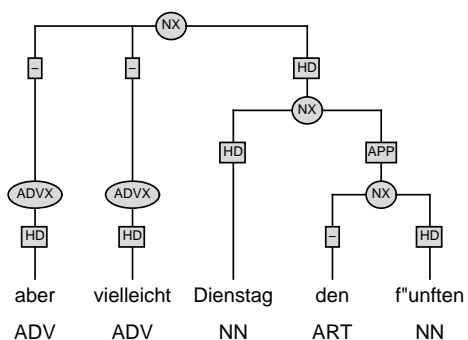 NX
– – HD
NX
HD APP
ADVX ADVX NX
HD HD – HD
aber vielleicht Dienstag den f"unften
ADV ADV NN ART NN